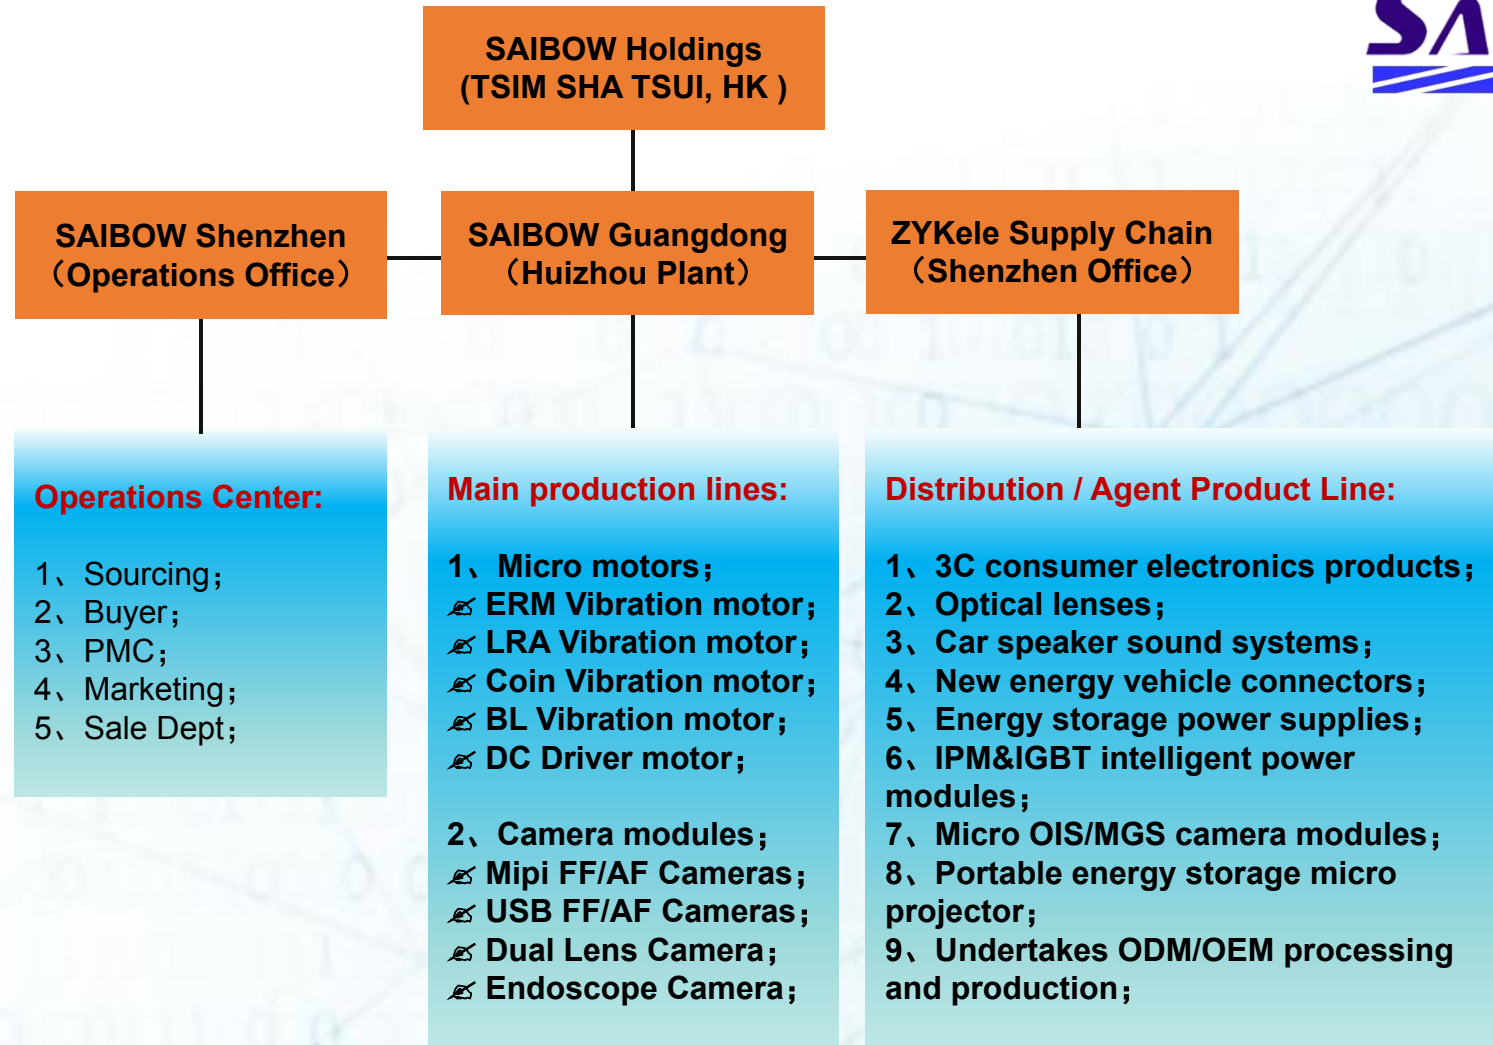 SAIBOW Holdings
(TSIM SHA TSUI, HK )
SA
SAIBOW Shenzhen
（Operations Office）
SAIBOW Guangdong
（Huizhou Plant）
ZYKele Supply Chain
（Shenzhen Office）
Operations Center:
1、Sourcing；
2、Buyer；
3、PMC；
4、Marketing；
5、Sale Dept；
Main production lines:
1、Micro motors；
ERM Vibration motor；
LRA Vibration motor；
Coin Vibration motor；
BL Vibration motor；
DC Driver motor；
2、Camera modules；
Mipi FF/AF Cameras；
USB FF/AF Cameras；
Dual Lens Camera；
Endoscope Camera；
Distribution / Agent Product Line:
1、3C consumer electronics products；
2、Optical lenses；
3、Car speaker sound systems；
4、New energy vehicle connectors；
5、Energy storage power supplies；
6、IPM&IGBT intelligent power
modules；
7、Micro OIS/MGS camera modules；
8、Portable energy storage micro
projector；
9、Undertakes ODM/OEM processing
and production；